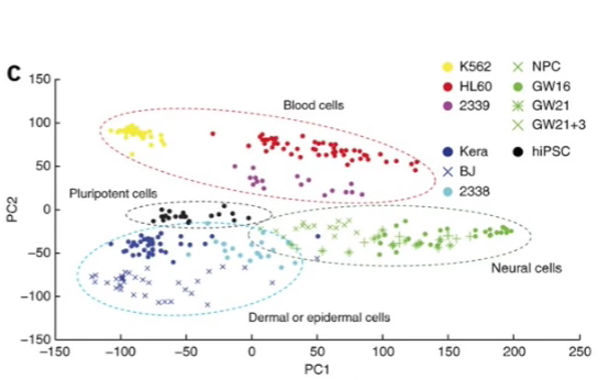 C
150
100
50
0
−50
−100
−150
PC2
−150
−100
−50
0
50
100
150
200
250
PC1
Blood cells
Pluripotent cells
Neural cells
Dermal or epidermal cells
K562
HL60
2339
Kera
BJ
2338
NPC
GW16
GW21
GW21+3
hiPSC